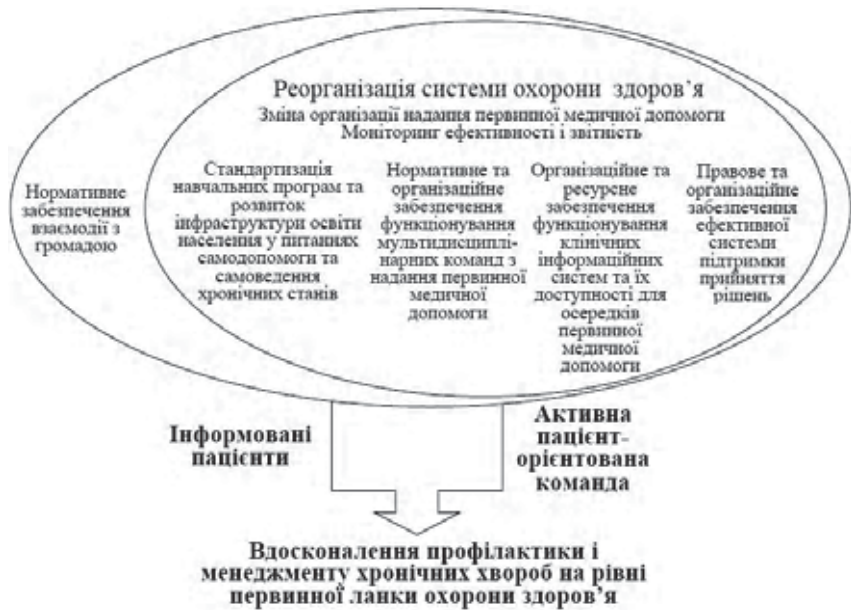 Реорганізація системи охорони здоров’я
Зміна організації надання первинної медичної допомоги
Моніторинг ефективності і звітність
Нормативне
забезпечення
взаємодії з
громадою
Стандартизація
навчальних програм та
розвиток
інфраструктури освіти
населення у питаннях
самодопомоги та
самоведення
хронічних станів
Нормативне та
організаційне
забезпечення
функціонування
мультидисциплі-
нарних команд з
надання первинної
медичної
допомоги
Організаційне та
ресурсне
забезпечення
функціонування
клінічних
інформаційних
систем та їх
доступності для
осередків
первинної
медичної
допомоги
Правове та
організаційне
забезпечення
ефективної
системи
підтримки
прийняття
рішень
Інформовані
пацієнти
Активна
пацієнт-
орієнтована
команда
Вдосконалення профілактики і
менеджменту хронічних хвороб на рівні
первинної ланки охорони здоров’я